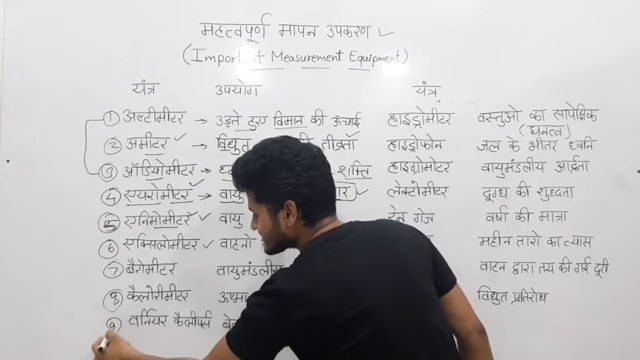 महत्वपूर्ण मापन उपकरण
(Import t Measurement Equipment)
यंत्र उपयोग यंत्र
① अल्टीमीटर → उड़ते हुए विमान की ऊंचाई हाइड्रोमीटर वस्तुओ का सापेक्षिक
(घनत्व)
② अमीटर → विद्युत की तीव्रता हाइड्रोफोन जल के भीतर ध्वनि
③ ऑडियोमीटर → शक्ति हाइग्रोमीटर वायुमंडलीय आर्द्रता
④ एयरोमीटर → वायु लेक्टोमीटर दूग्ध की शुद्धता
⑤ एनिमोमीटर वायु रेन गेज वर्षा की मात्रा
⑥ एक्सिलोमीटर वाहनो महीन तारो का व्यास
⑦ बैरोमीटर वायुमंडलीय वाहन द्वारा तय की गई दूरी
⑧ कैलोरीमीटर ऊष्मा विद्युत प्रतिरोध
⑨ वर्नियर कैलीपर्स